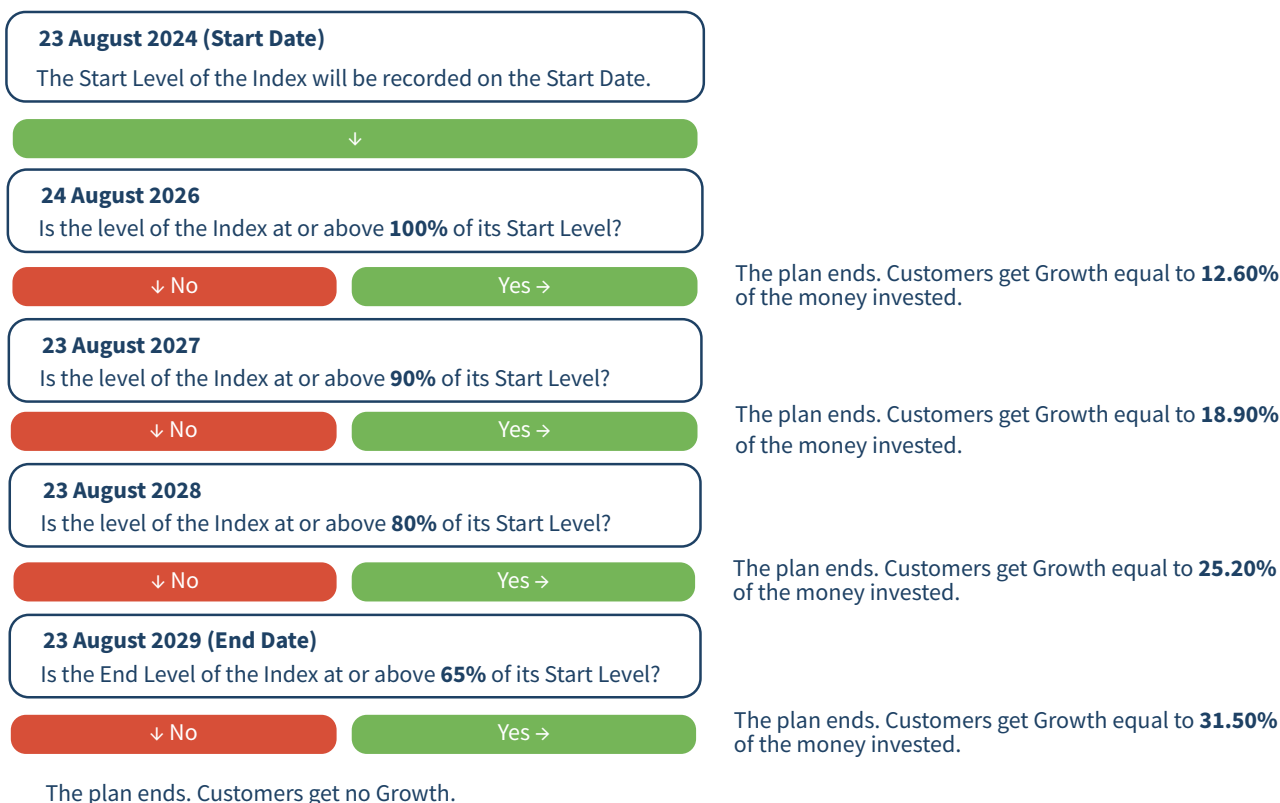 23 August 2024 (Start Date)
The Start Level of the Index will be recorded on the Start Date.
↓
24 August 2026
Is the level of the Index at or above 100% of its Start Level?
↓ No
Yes →
The plan ends. Customers get Growth equal to 12.60%
of the money invested.
23 August 2027
Is the level of the Index at or above 90% of its Start Level?
↓ No
Yes →
The plan ends. Customers get Growth equal to 18.90%
of the money invested.
23 August 2028
Is the level of the Index at or above 80% of its Start Level?
↓ No
Yes →
The plan ends. Customers get Growth equal to 25.20%
of the money invested.
23 August 2029 (End Date)
Is the End Level of the Index at or above 65% of its Start Level?
↓ No
Yes →
The plan ends. Customers get Growth equal to 31.50%
of the money invested.
The plan ends. Customers get no Growth.